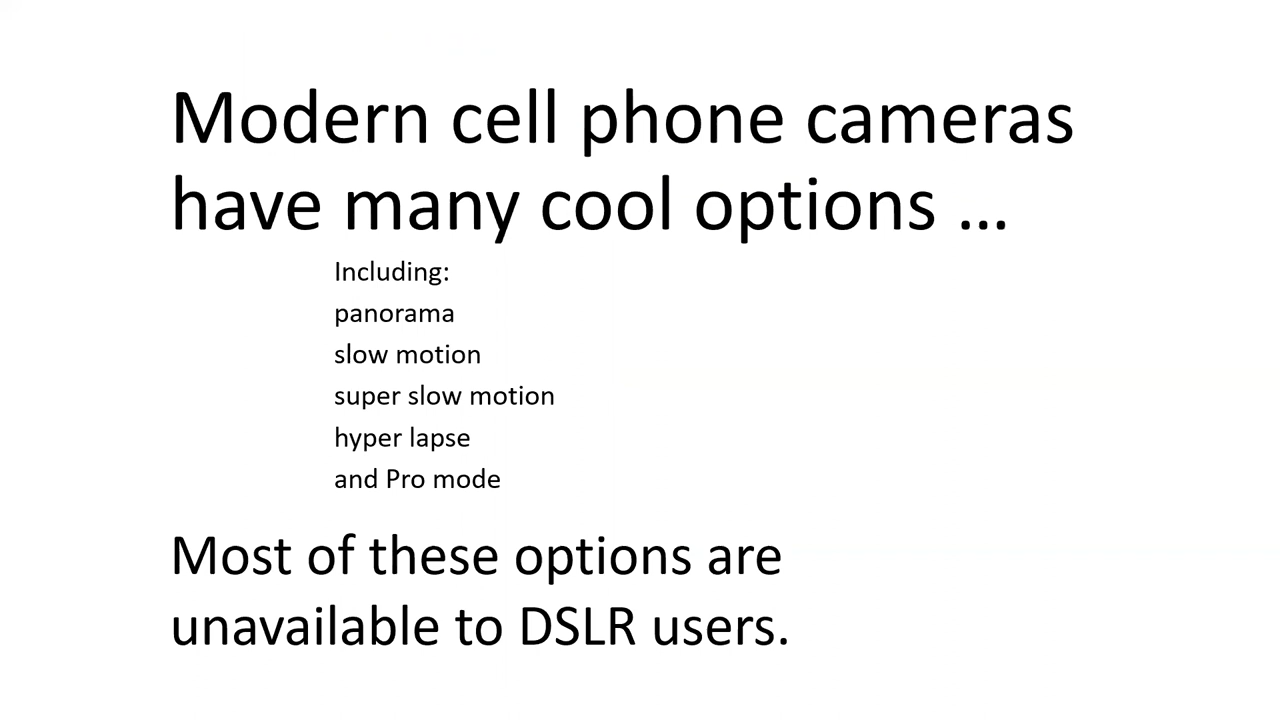 Modern cell phone cameras
have many cool options ...
Including:
panorama
slow motion
super slow motion
hyper lapse
and Pro mode
Most of these options are
unavailable to DSLR users.